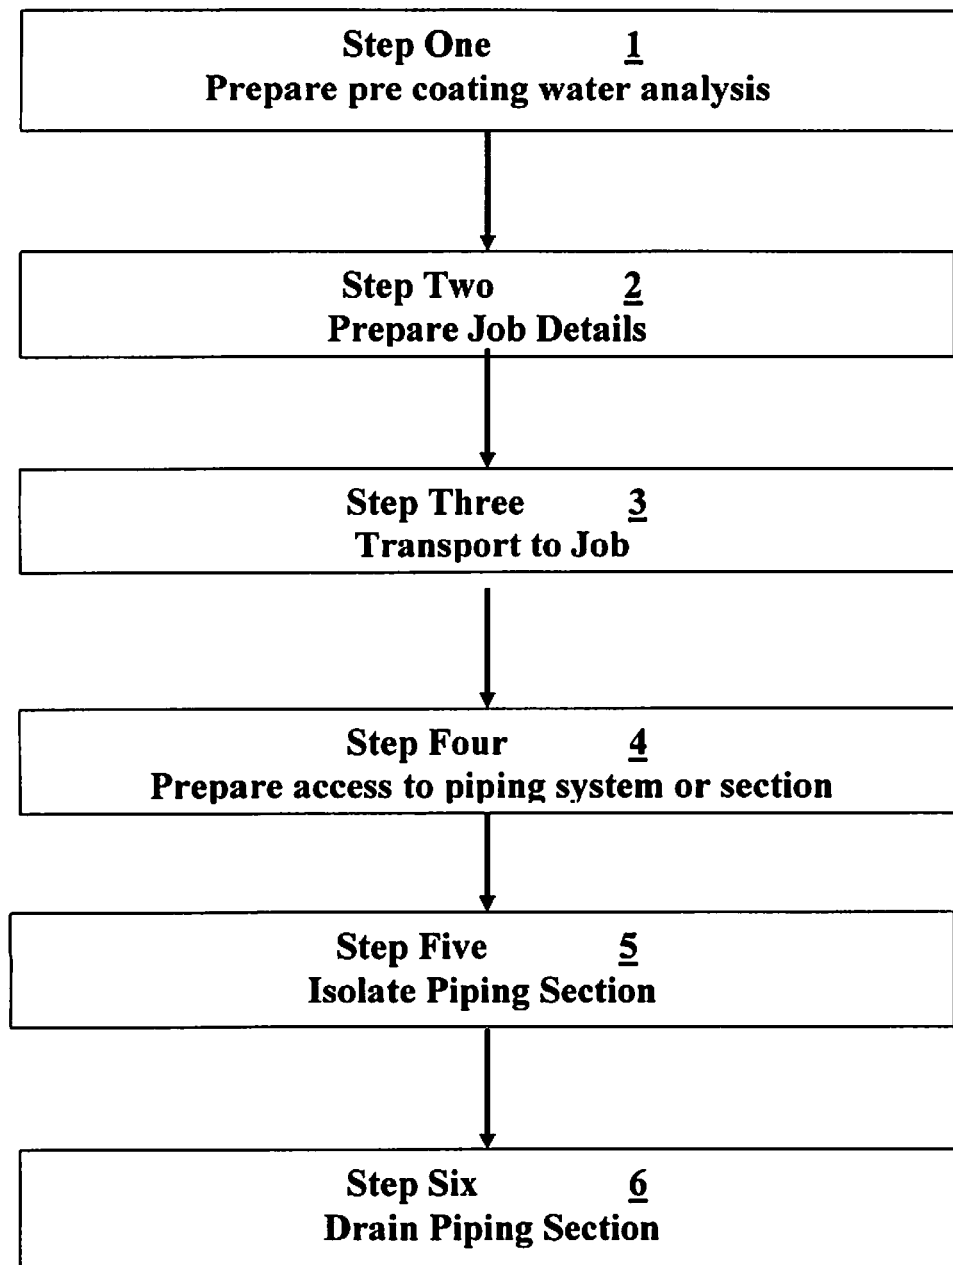 Step One 1
Prepare pre coating water analysis
Step Two 2
Prepare Job Details
Step Three 3
Transport to Job
Step Four 4
Prepare access to piping system or section
Step Five 5
Isolate Piping Section
Step Six 6
Drain Piping Section